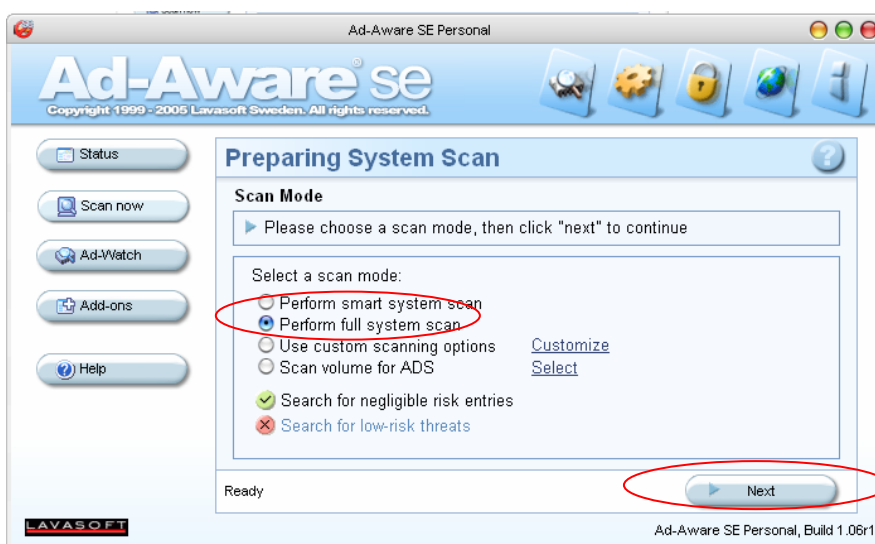 Scan now
Ad-Aware SE Personal
Ad-Aware SE
Copyright 1999 - 2005 Lavasoft Sweden. All rights reserved.
Status
Scan now
Ad-Watch
Add-ons
Help
Preparing System Scan
?
Scan Mode
Please choose a scan mode, then click "next" to continue
Select a scan mode:
Perform smart system scan
Perform full system scan
Use custom scanning options Customize
Scan volume for ADS Select
Search for negligible risk entries
Search for low-risk threats
Ready
Next
LAVASOFT
Ad-Aware SE Personal, Build 1.06r1